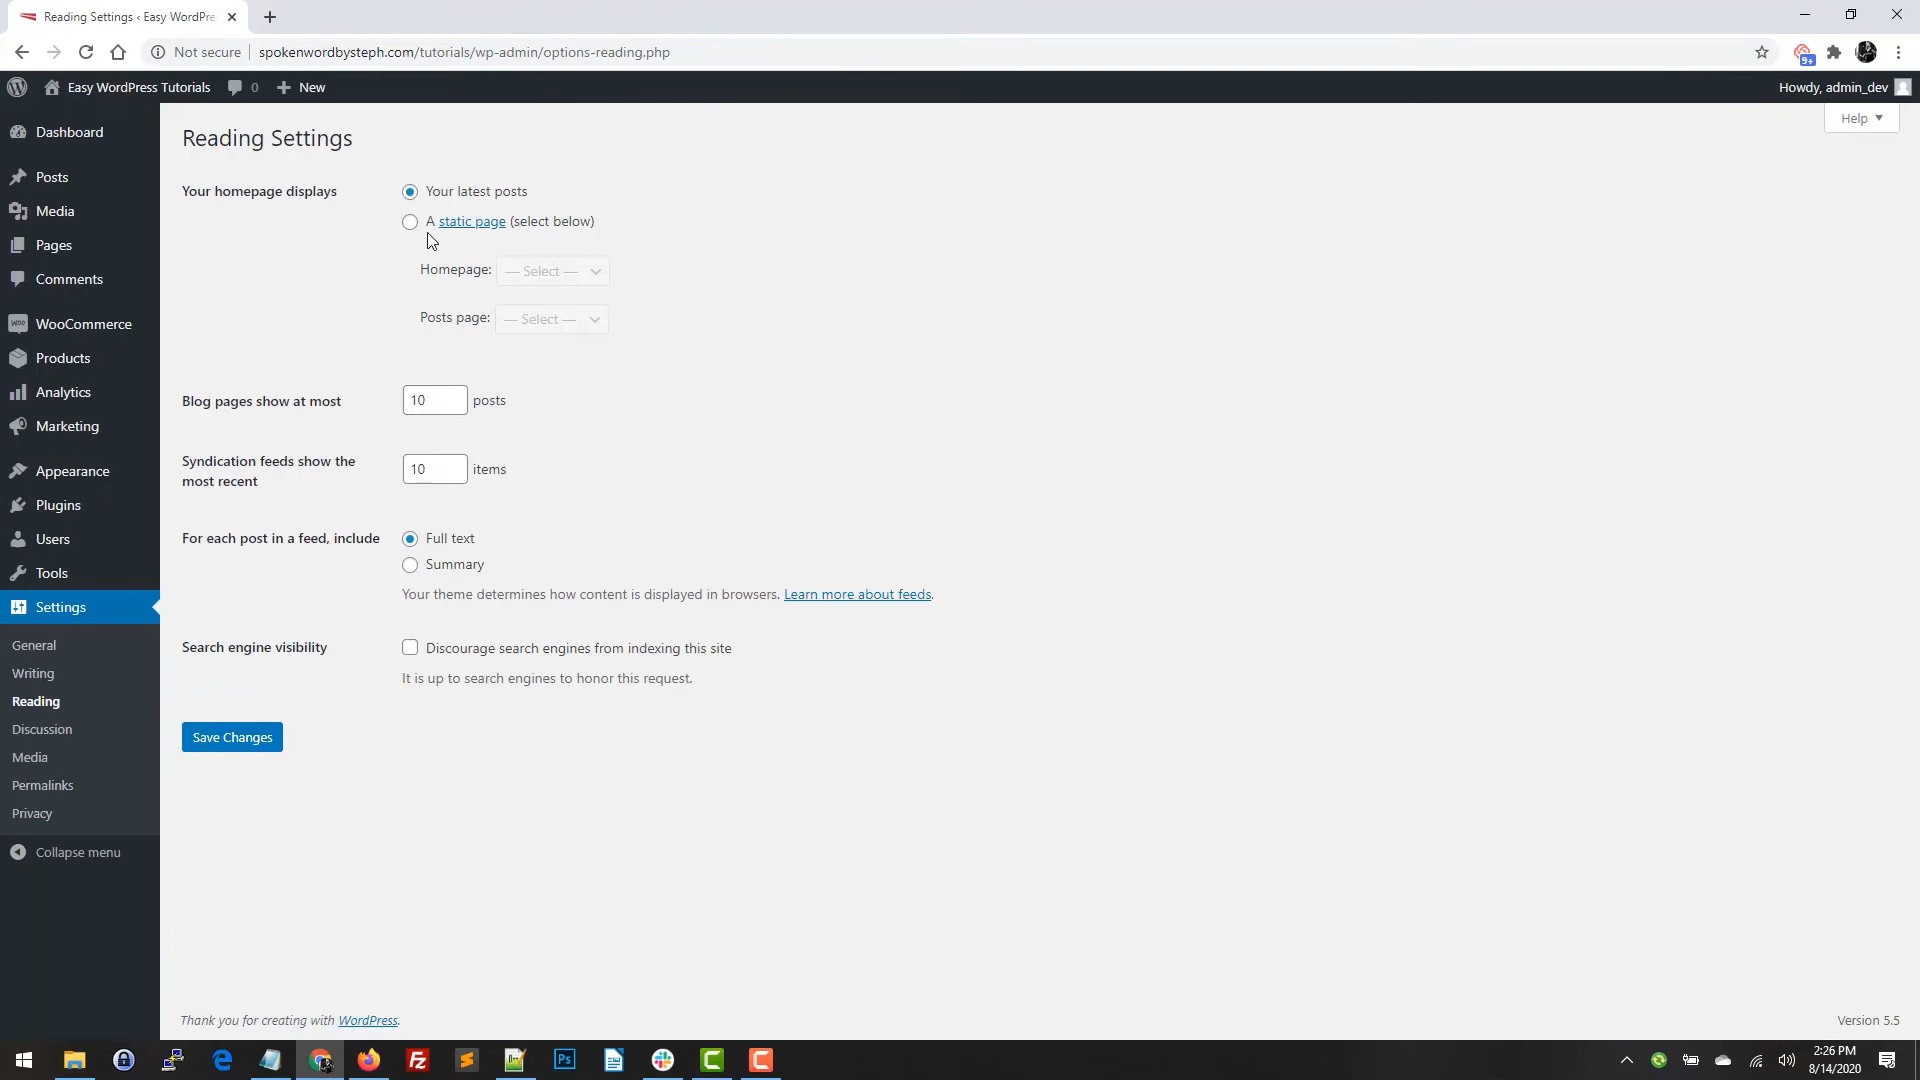 Reading Settings ‹ Easy WordPre
Not secure
spokenwordbysteph.com/tutorials/wp-admin/options-reading.php
9+
Easy WordPress Tutorials
0
New
Howdy, admin_dev
Help
Dashboard
Posts
Media
Pages
Comments
WooCommerce
Products
Analytics
Marketing
Appearance
Plugins
Users
Tools
Settings
General
Writing
Reading
Discussion
Media
Permalinks
Privacy
Collapse menu
Reading Settings
Your homepage displays
Your latest posts
A static page (select below)
Homepage: — Select —
Posts page: — Select —
Blog pages show at most
10 posts
Syndication feeds show the
most recent
10 items
For each post in a feed, include
Full text
Summary
Your theme determines how content is displayed in browsers. Learn more about feeds.
Search engine visibility
Discourage search engines from indexing this site
It is up to search engines to honor this request.
Save Changes
Thank you for creating with WordPress.
Version 5.5
Fz
Ps
2:26 PM
8/14/2020